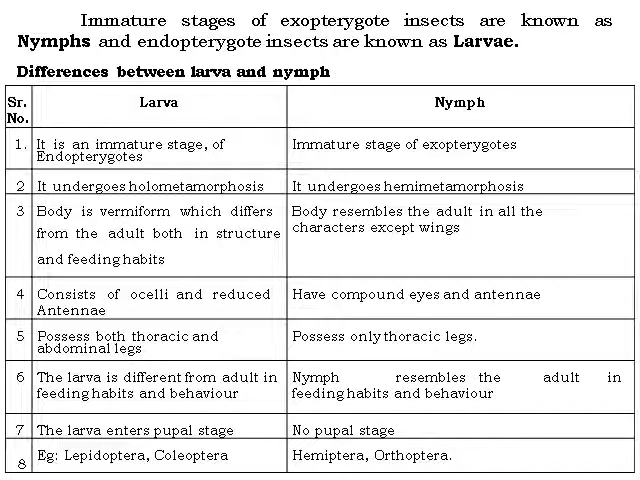 Immature stages of exopterygote insects are known as
Nymphs and endopterygote insects are known as Larvae.
Differences between larva and nymph
Sr. No. Larva Nymph
1. It is an immature stage, of Endopterygotes Immature stage of exopterygotes
2 It undergoes holometamorphosis It undergoes hemimetamorphosis
3 Body is vermiform which differs from the adult both in structure and feeding habits Body resembles the adult in all the characters except wings
4 Consists of ocelli and reduced Antennae Have compound eyes and antennae
5 Possess both thoracic and abdominal legs Possess only thoracic legs.
6 The larva is different from adult in feeding habits and behaviour Nymph resembles the adult in feeding habits and behaviour
7 The larva enters pupal stage No pupal stage
8 Eg: Lepidoptera, Coleoptera Hemiptera, Orthoptera.